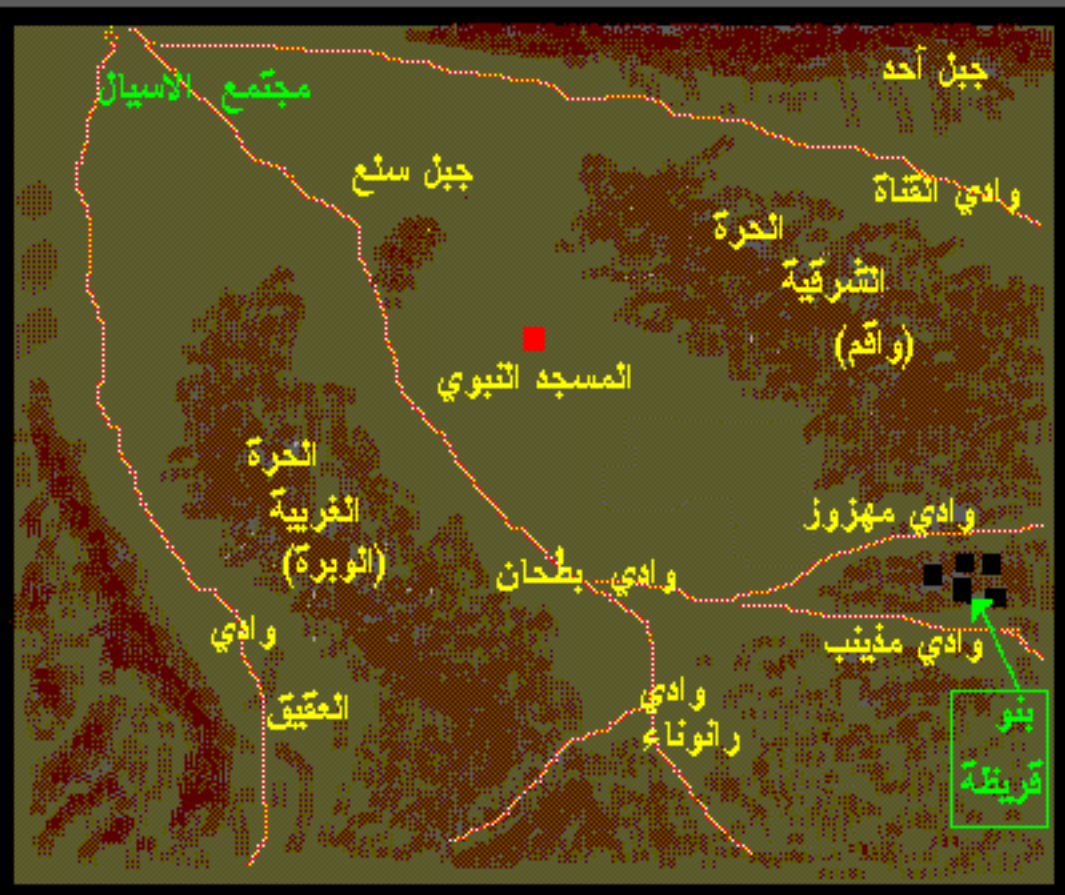 جبل أحد
مجتمع الاسيال
جبل سلع
وادي القناة
الحرة
الشرقية
(واقم)
المسجد النبوي
الحرة
الغربية
(الوبرة)
وادي مهزوز
وادي بطحان
وادي مذينب
وادي
العقيق
وادي
رانوناء
بنو
قريظة